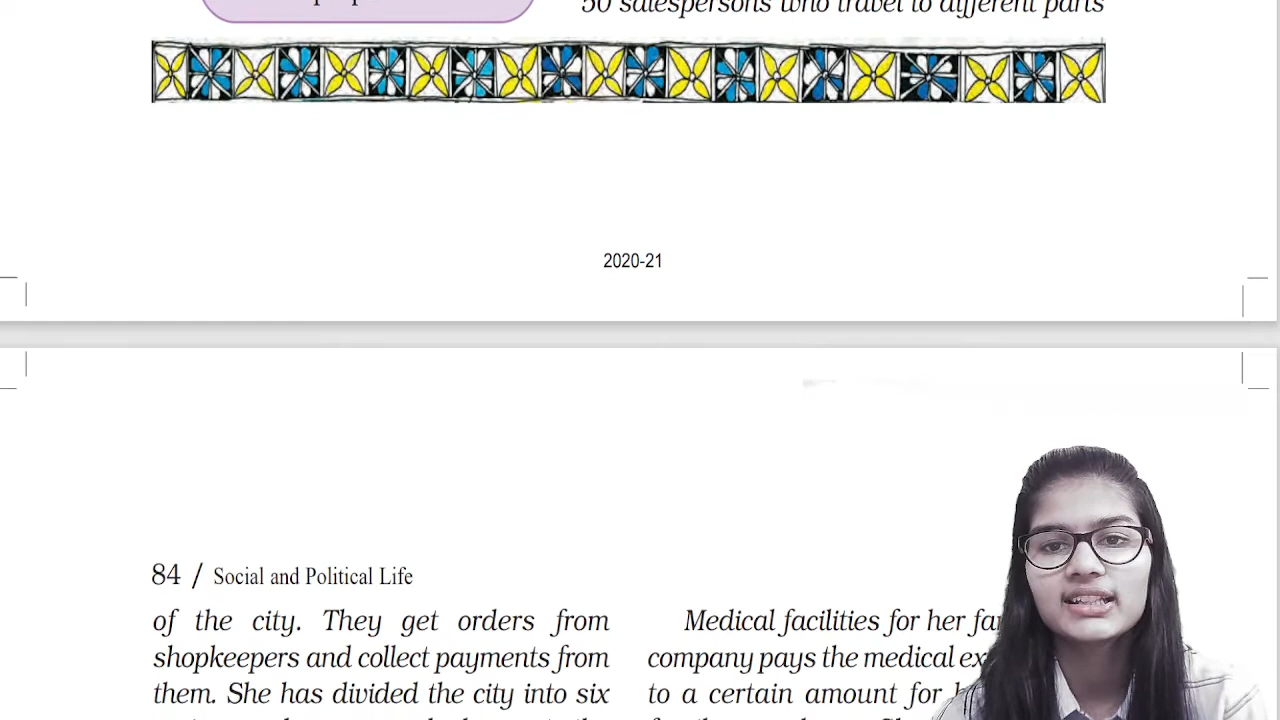 50 salespersons who travel to different parts
2020-21
84 / Social and Political Life
of the city. They get orders from
shopkeepers and collect payments from
them. She has divided the city into six
Medical facilities for her
company pays the medical
to a certain amount for